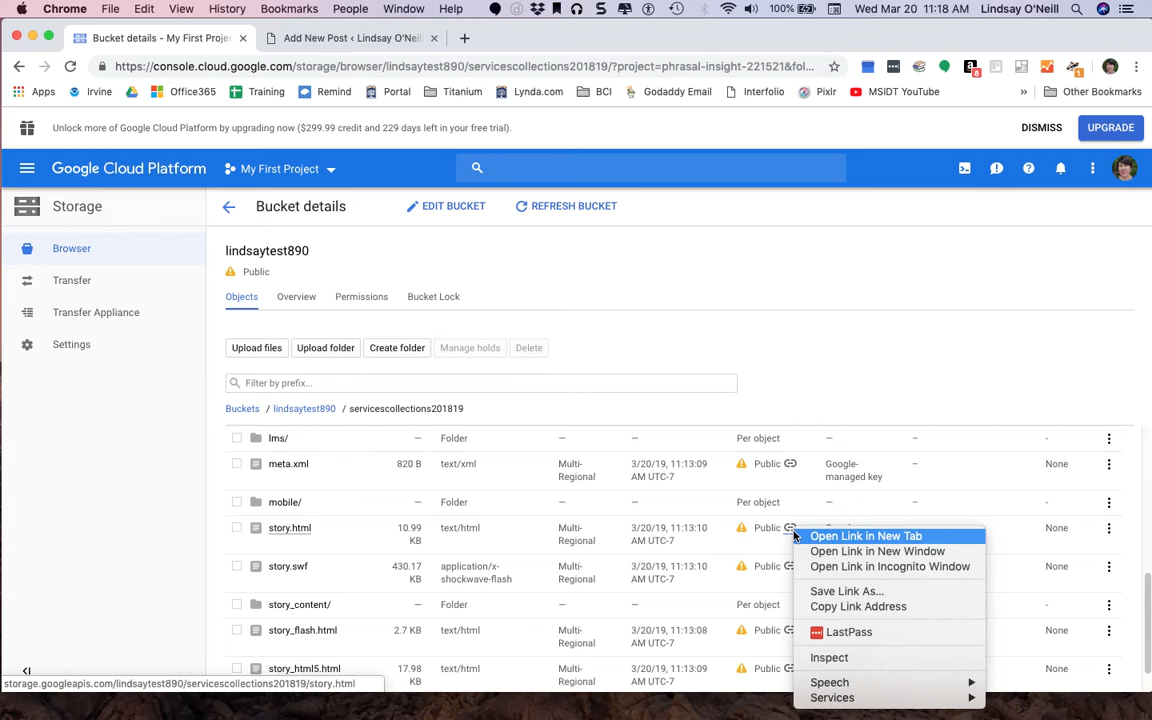 Chrome File Edit View History Bookmarks People Window Help 100% Wed Mar 20 11:18 AM Lindsay O'Neill
Bucket details - My First Projec × Add New Post ‹ Lindsay O'Neill × +
https://console.cloud.google.com/storage/browser/lindsaytest890/servicescollections201819/?project=phrasal-insight-221521&fol...
8 1
Apps Irvine Office365 Training Remind Portal Titanium Lynda.com BCI Godaddy Email Interfolio Pixlr MSIDT YouTube » Other Bookmarks
Unlock more of Google Cloud Platform by upgrading now ($299.99 credit and 229 days left in your free trial). DISMISS UPGRADE
Google Cloud Platform My First Project
Storage Bucket details EDIT BUCKET REFRESH BUCKET
Browser
Transfer
Transfer Appliance
Settings
lindsaytest890
Public
Objects Overview Permissions Bucket Lock
Upload files Upload folder Create folder Manage holds Delete
Filter by prefix...
Buckets / lindsaytest890 / servicescollections201819
lms/ — Folder — — Per object — — -
meta.xml 820 B text/xml Multi-Regional 3/20/19, 11:13:09 AM UTC-7 Public Google-managed key – None
mobile/ — Folder — — Per object — — -
story.html 10.99 KB text/html Multi-Regional 3/20/19, 11:13:10 AM UTC-7 Public None
story.swf 430.17 KB application/x-shockwave-flash Multi-Regional 3/20/19, 11:13:10 AM UTC-7 Public None
story_content/ — Folder — — Per object -
story_flash.html 2.7 KB text/html Multi-Regional 3/20/19, 11:13:08 AM UTC-7 Public None
story_html5.html 17.98 KB text/html Multi-Regional 3/20/19, 11:13:10 Public None
Open Link in New Tab
Open Link in New Window
Open Link in Incognito Window
Save Link As...
Copy Link Address
LastPass
Inspect
Speech
Services
storage.googleapis.com/lindsaytest890/servicescollections201819/story.html